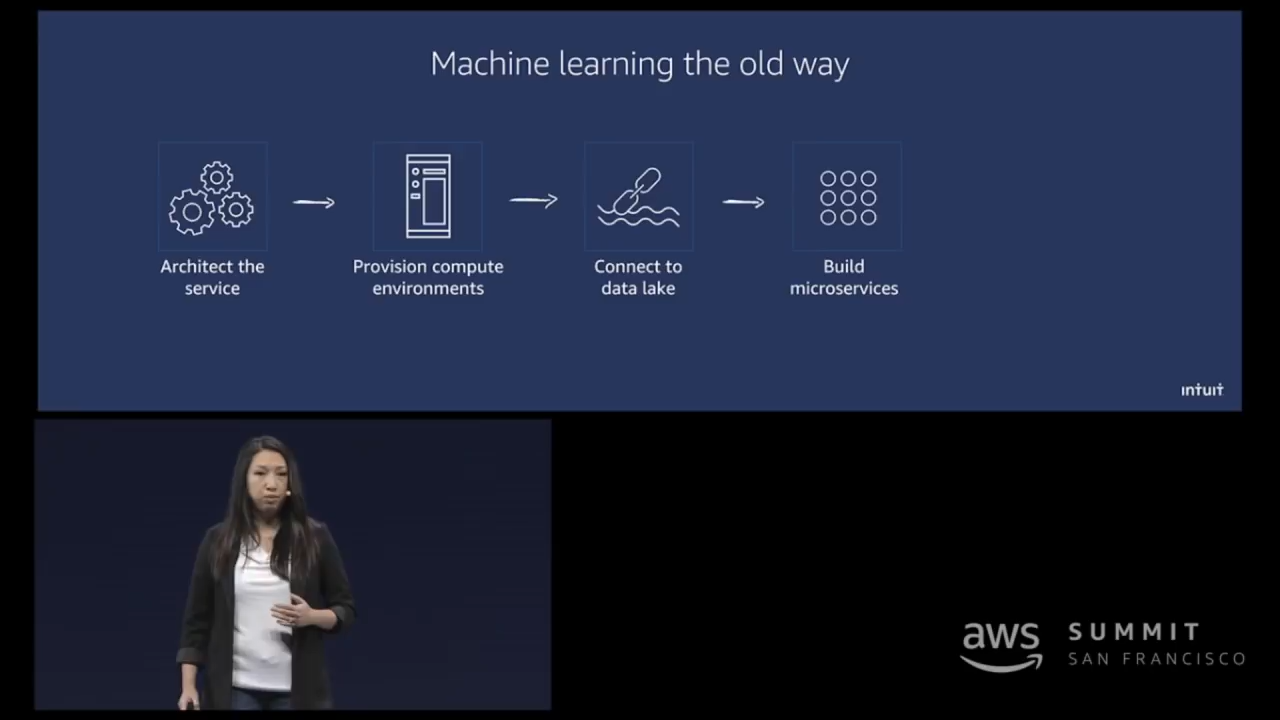 Machine learning the old way
Architect the
service
Provision compute
environments
Connect to
data lake
Build
microservices
intuit
aws
SUMMIT
SAN FRANCISCO